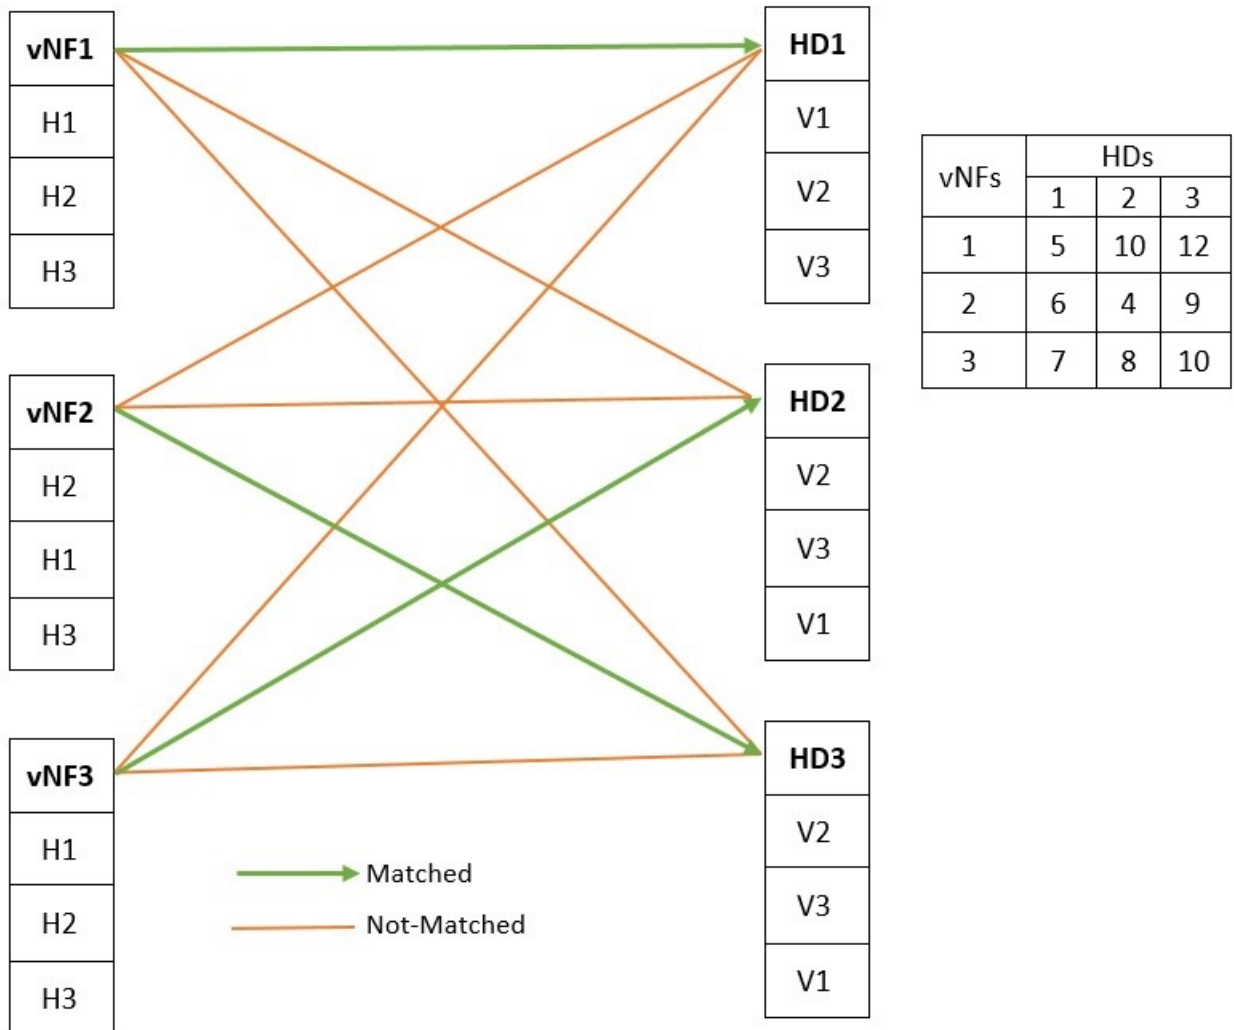 vNF1
H1
H2
H3
vNF2
H2
H1
H3
vNF3
H1
H2
H3
HD1
V1
V2
V3
HD2
V2
V3
V1
HD3
V2
V3
V1
Matched
Not-Matched
vNFs HDs
1 2 3
1 5 10 12
2 6 4 9
3 7 8 10